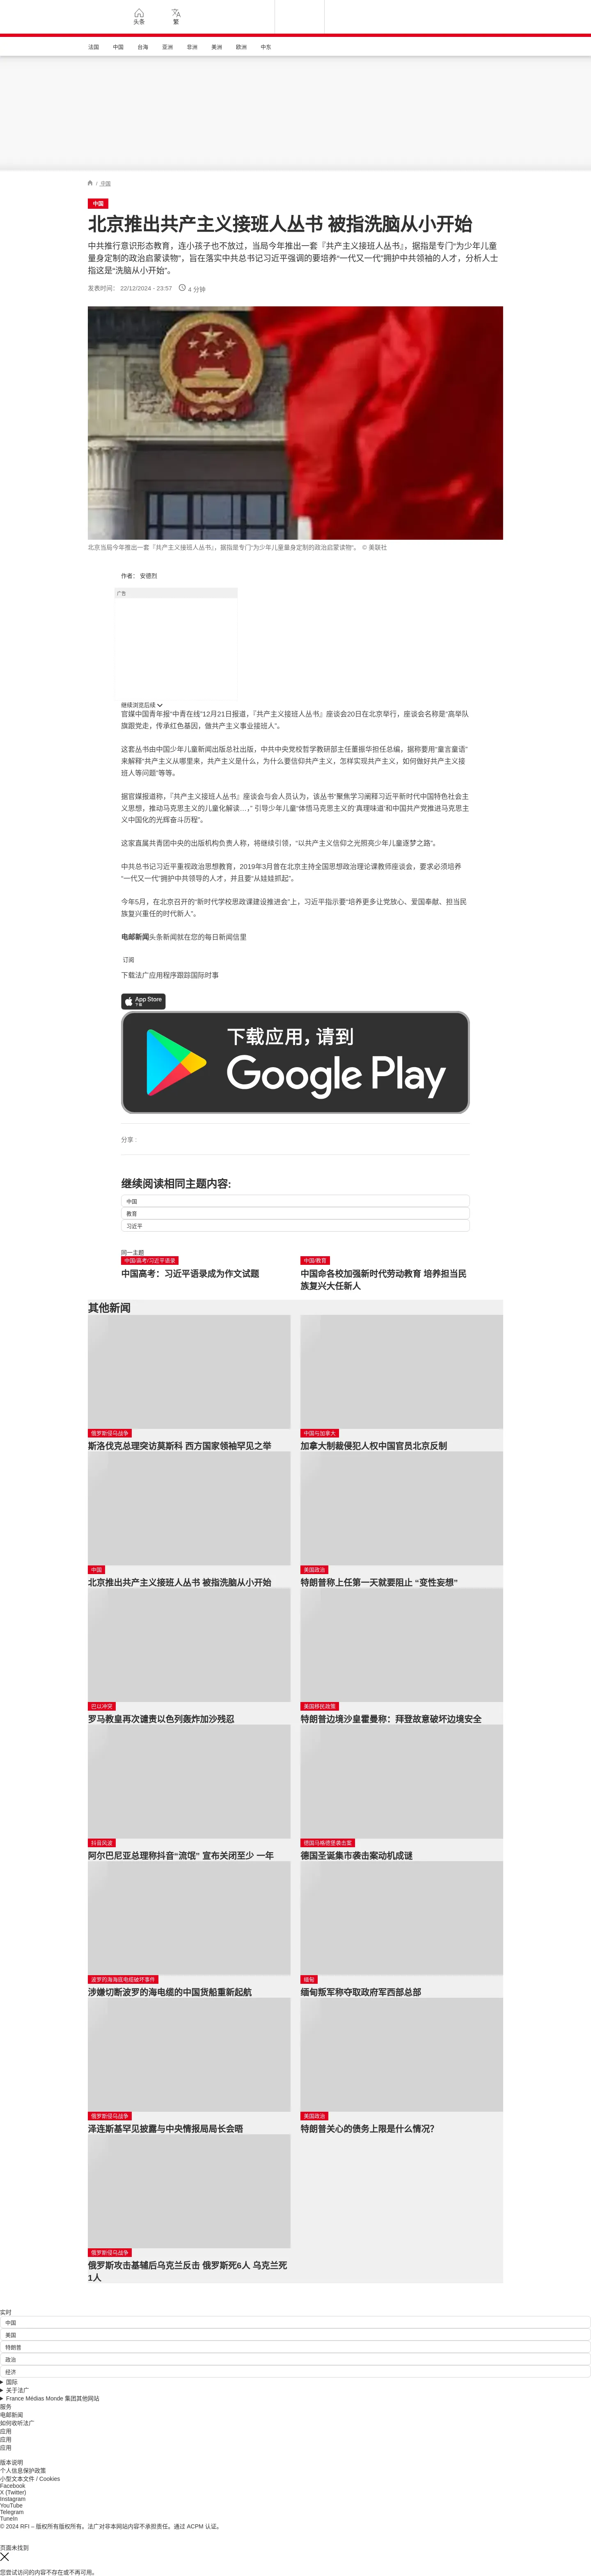 头条
繁
法国 中国 台海 亚洲 非洲 美洲 欧洲 中东
/ 中国
中国
北京推出共产主义接班人丛书 被指洗脑从小开始
中共推行意识形态教育，连小孩子也不放过，当局今年推出一套『共产主义接班人丛书』，据指是专门“为少年儿童
量身定制的政治启蒙读物”，旨在落实中共总书记习近平强调的要培养“一代又一代”拥护中共领袖的人才，分析人士
指这是“洗脑从小开始”。
发表时间： 22/12/2024 - 23:57 4 分钟
北京当局今年推出一套『共产主义接班人丛书』，据指是专门“为少年儿童量身定制的政治启蒙读物”。 © 美联社
作者： 安德烈
广告
继续浏览后续
官媒中国青年报“中青在线”12月21日报道，『共产主义接班人丛书』座谈会20日在北京举行，座谈会名称是“高举队
旗跟党走，传承红色基因，做共产主义事业接班人”。
这套丛书由中国少年儿童新闻出版总社出版，中共中央党校哲学教研部主任董振华担任总编，据称要用“童言童语”
来解释“共产主义从哪里来，共产主义是什么，为什么要信仰共产主义，怎样实现共产主义，如何做好共产主义接
班人等问题”等等。
据官媒报道称，『共产主义接班人丛书』座谈会与会人员认为，该丛书“聚焦学习阐释习近平新时代中国特色社会主
义思想，推动马克思主义的儿童化解读…，” 引导少年儿童“体悟马克思主义的‘真理味道’和中国共产党推进马克思主
义中国化的光辉奋斗历程”。
这家直属共青团中央的出版机构负责人称，将继续引领，“以共产主义信仰之光照亮少年儿童逐梦之路”。
中共总书记习近平重视政治思想教育，2019年3月首在北京主持全国思想政治理论课教师座谈会，要求必须培养
“一代又一代”拥护中共领导的人才，并且要“从娃娃抓起”。
今年5月，在北京召开的“新时代学校思政课建设推进会”上，习近平指示要“培养更多让党放心、爱国奉献、担当民
族复兴重任的时代新人”。
电邮新闻头条新闻就在您的每日新闻信里
订阅
下载法广应用程序跟踪国际时事
App Store
下载
下载应用，请到
Google Play
分享 :
继续阅读相同主题内容:
中国
教育
习近平
同一主题
中国/高考/习近平语录
中国高考：习近平语录成为作文试题
中国/教育
中国命各校加强新时代劳动教育 培养担当民
族复兴大任新人
其他新闻
俄罗斯侵乌战争
斯洛伐克总理突访莫斯科 西方国家领袖罕见之举
中国与加拿大
加拿大制裁侵犯人权中国官员北京反制
中国
北京推出共产主义接班人丛书 被指洗脑从小开始
美国政治
特朗普称上任第一天就要阻止 “变性妄想”
巴以冲突
罗马教皇再次谴责以色列轰炸加沙残忍
美国移民政策
特朗普边境沙皇霍曼称：拜登故意破坏边境安全
抖音风波
阿尔巴尼亚总理称抖音“流氓” 宣布关闭至少 一年
德国马格德堡袭击案
德国圣诞集市袭击案动机成谜
波罗的海海底电缆破坏事件
涉嫌切断波罗的海电缆的中国货船重新起航
缅甸
缅甸叛军称夺取政府军西部总部
俄罗斯侵乌战争
泽连斯基罕见披露与中央情报局局长会晤
美国政治
特朗普关心的债务上限是什么情况？
俄罗斯侵乌战争
俄罗斯攻击基辅后乌克兰反击 俄罗斯死6人 乌克兰死
1人
实时
中国
美国
特朗普
政治
经济
国际
关于法广
France Médias Monde 集团其他网站
服务
电邮新闻
如何收听法广
应用
应用
应用
版本说明
个人信息保护政策
小型文本文件 / Cookies
Facebook
X (Twitter)
Instagram
YouTube
Telegram
TuneIn
© 2024 RFI – 版权所有版权所有。法广对非本网站内容不承担责任。通过 ACPM 认证。
页面未找到
您尝试访问的内容不存在或不再可用。